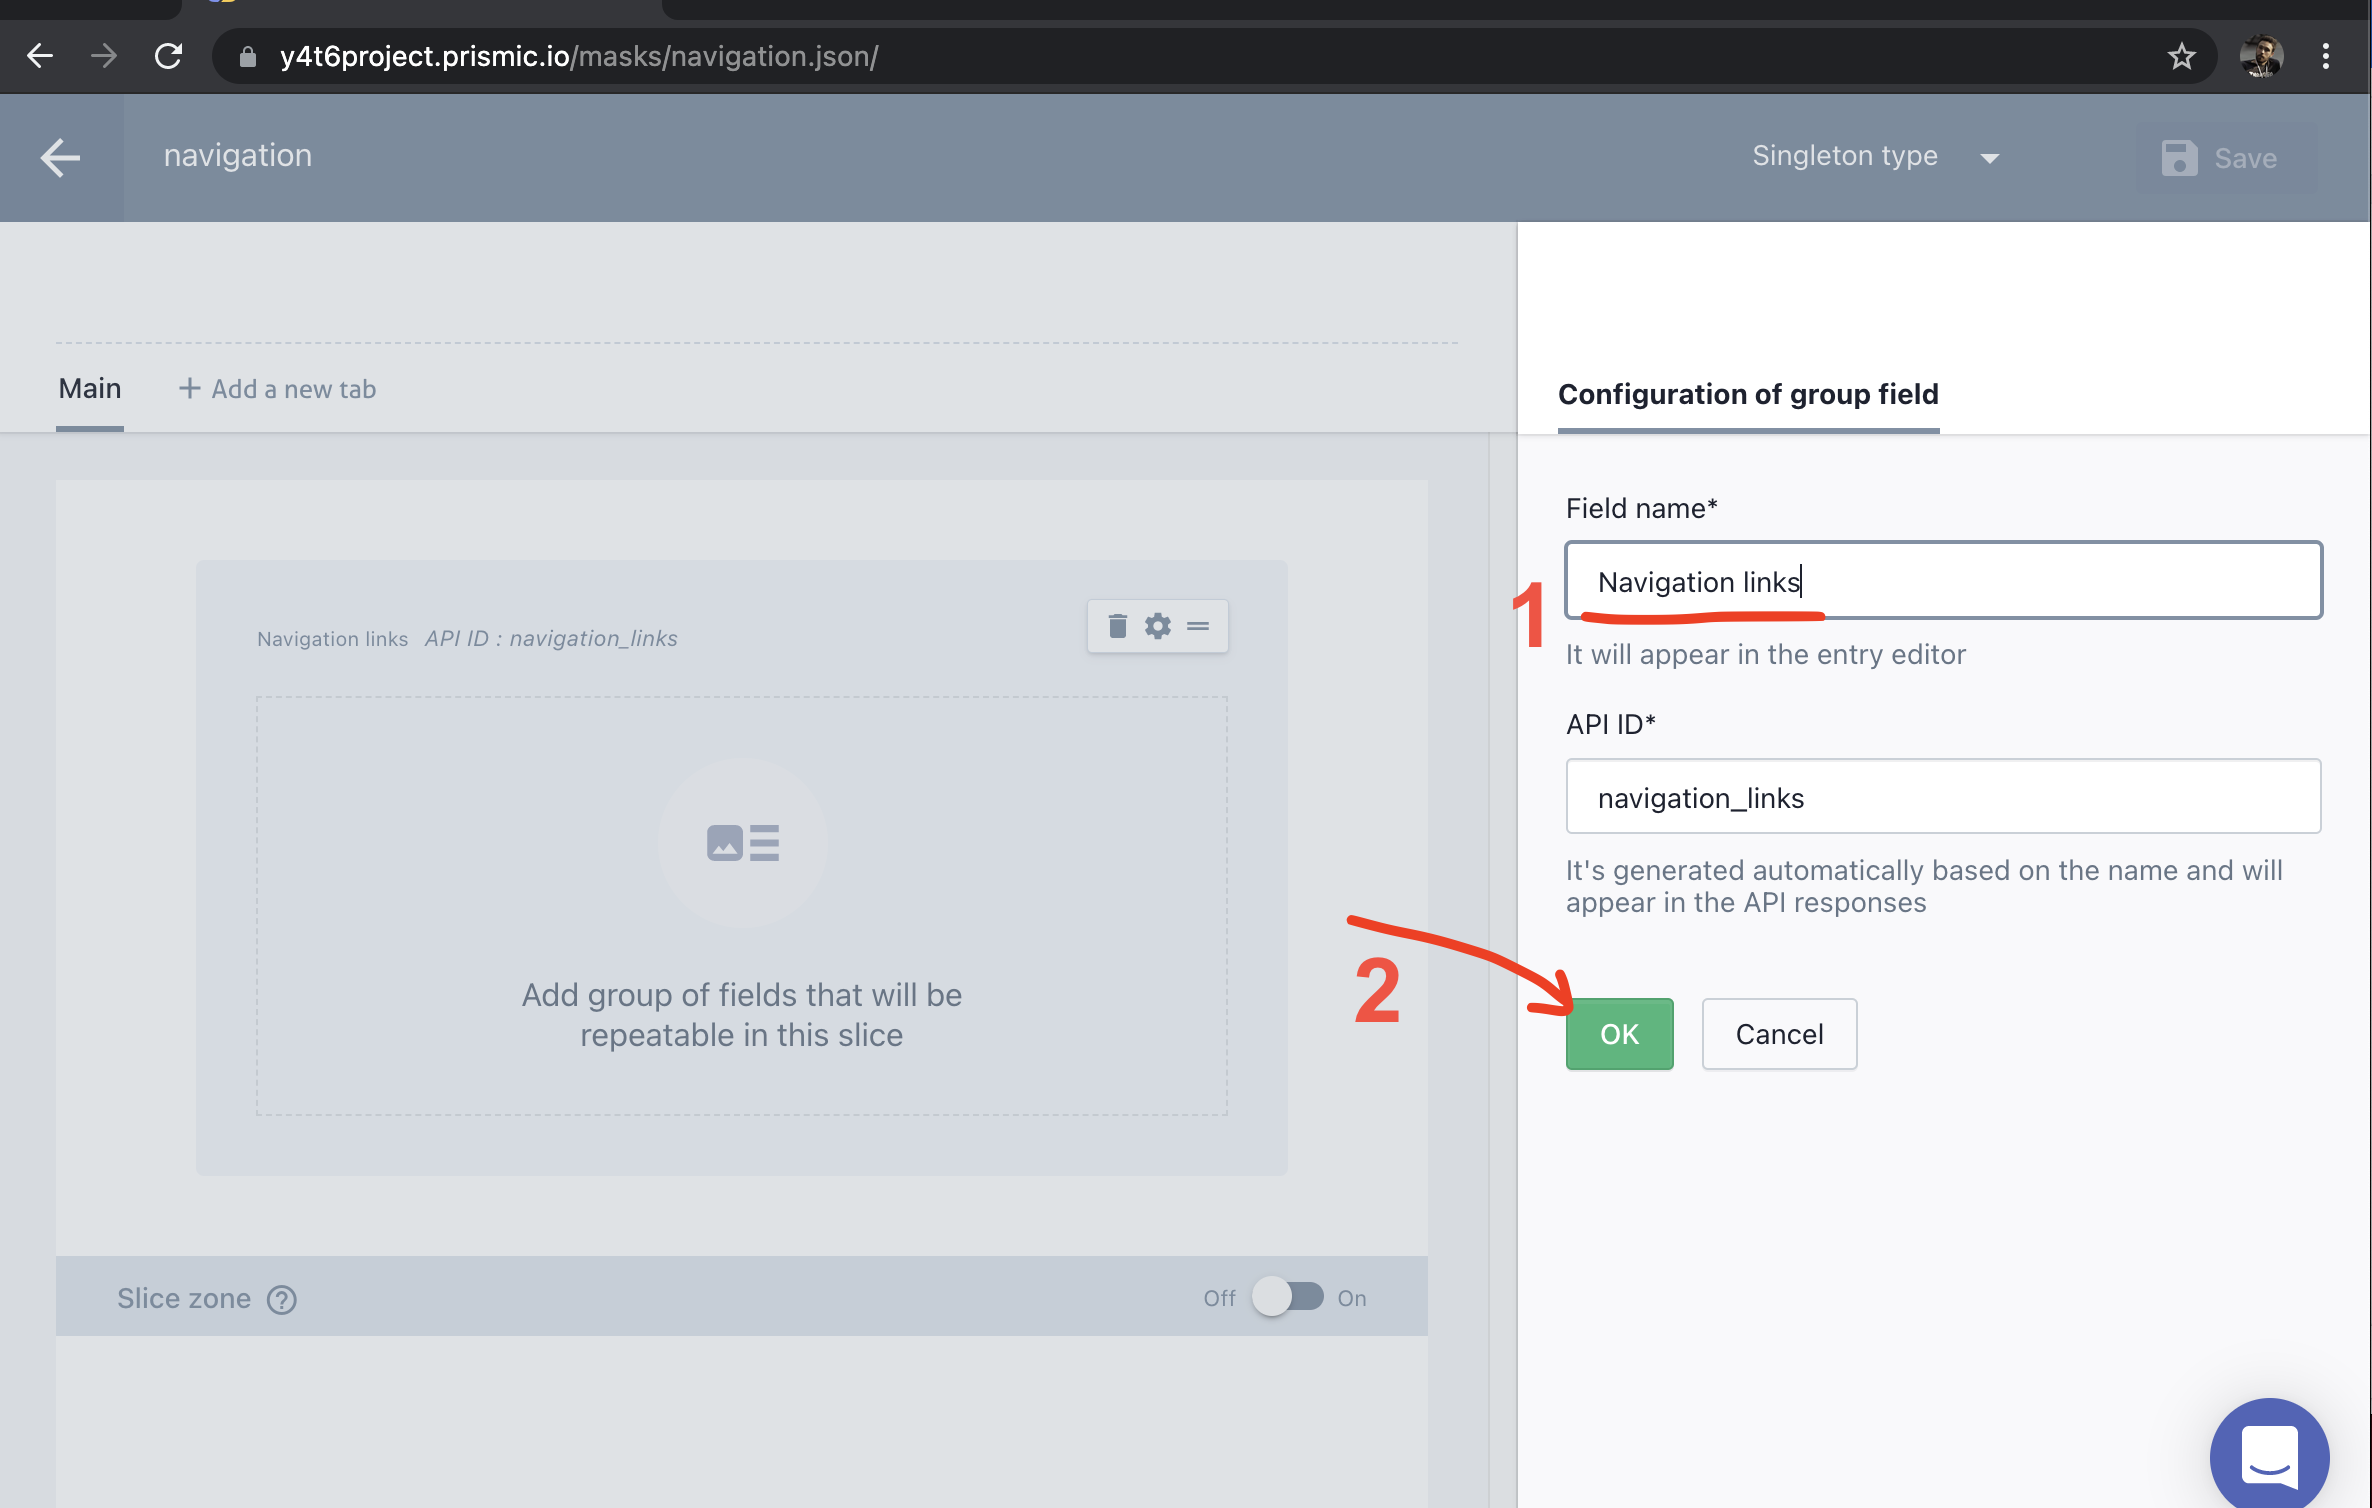 y4t6project.prismic.io/masks/navigation.json/
navigation
Singleton type
Save
Main
+ Add a new tab
Configuration of group field
Field name*
Navigation links
1
It will appear in the entry editor
Navigation links API ID : navigation_links
API ID*
navigation_links
It's generated automatically based on the name and will
appear in the API responses
2
Add group of fields that will be
repeatable in this slice
OK
Cancel
Slice zone ?
Off
On